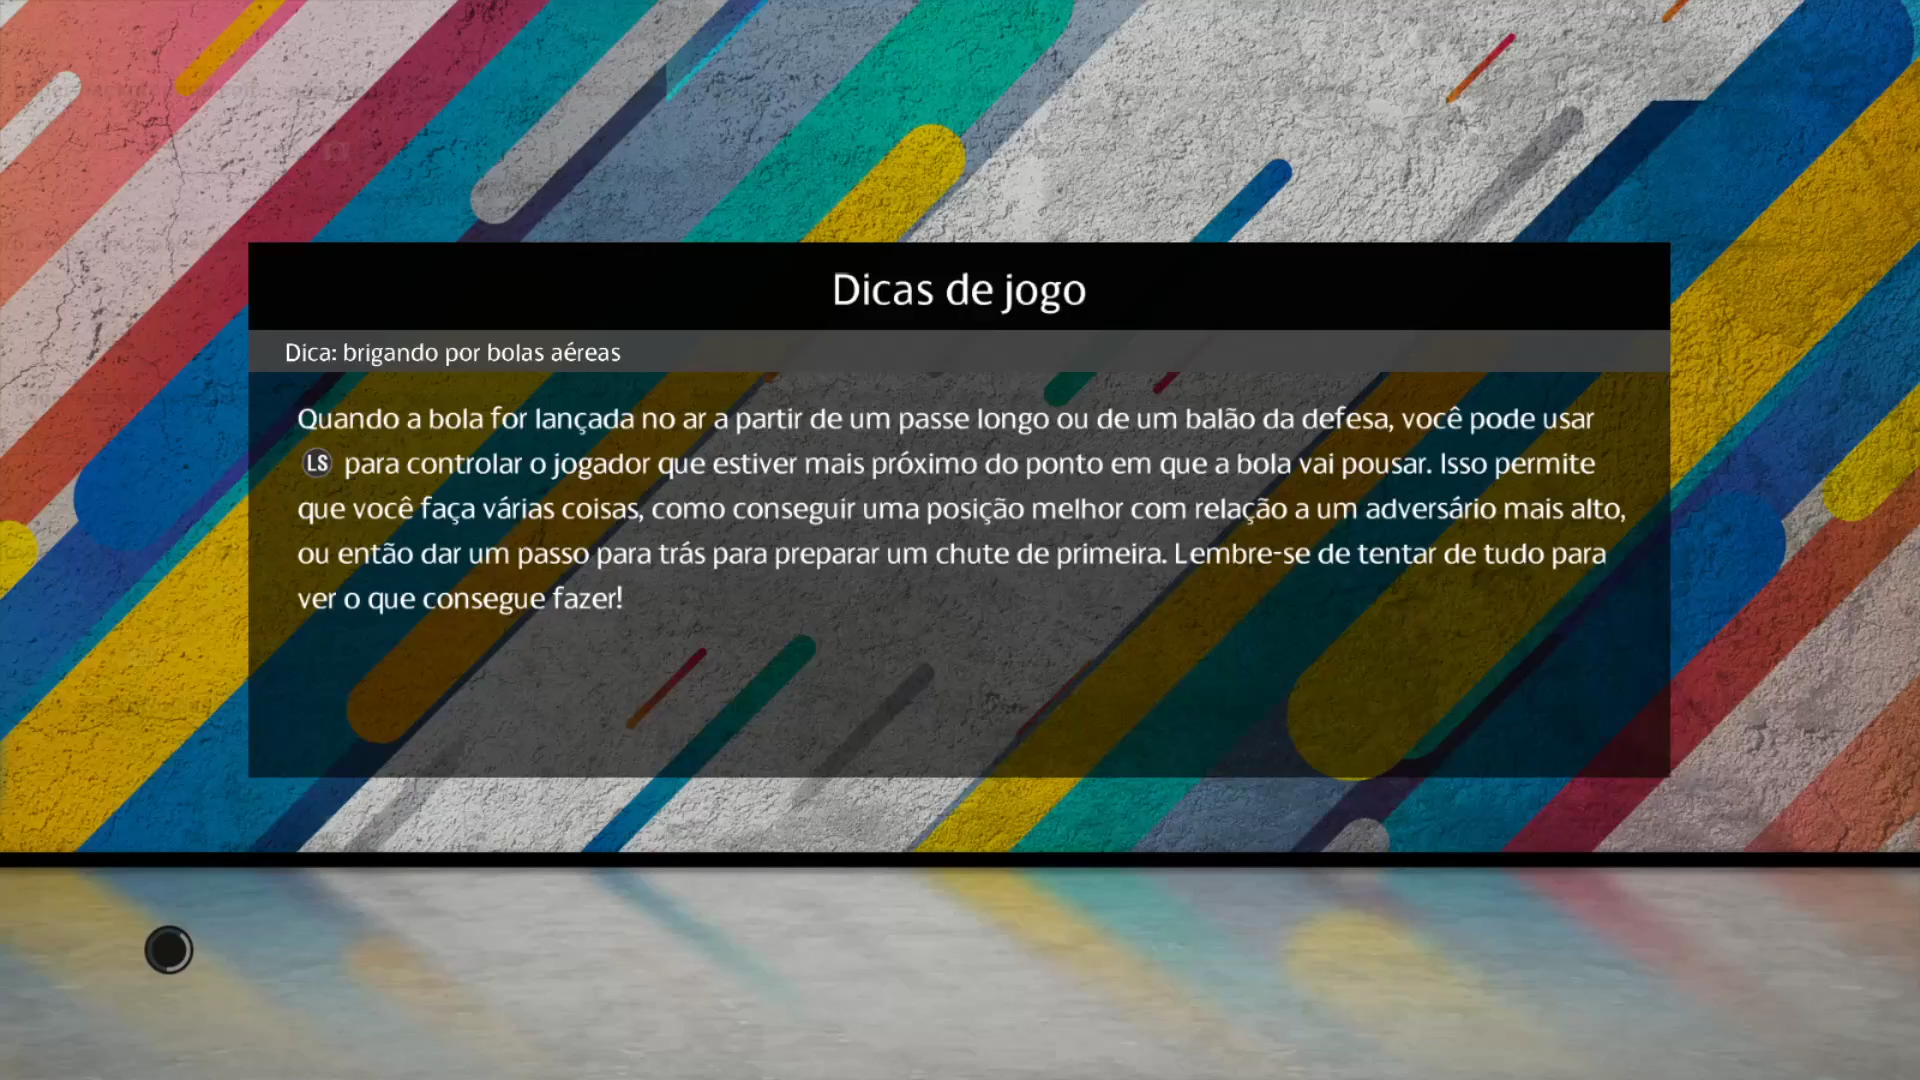 Dicas de jogo
Dica: brigando por bolas aéreas
Quando a bola for lançada no ar a partir de um passe longo ou de um balão da defesa, você pode usar
LS para controlar o jogador que estiver mais próximo do ponto em que a bola vai pousar. Isso permite
que você faça várias coisas, como conseguir uma posição melhor com relação a um adversário mais alto,
ou então dar um passo para trás para preparar um chute de primeira. Lembre-se de tentar de tudo para
ver o que consegue fazer!